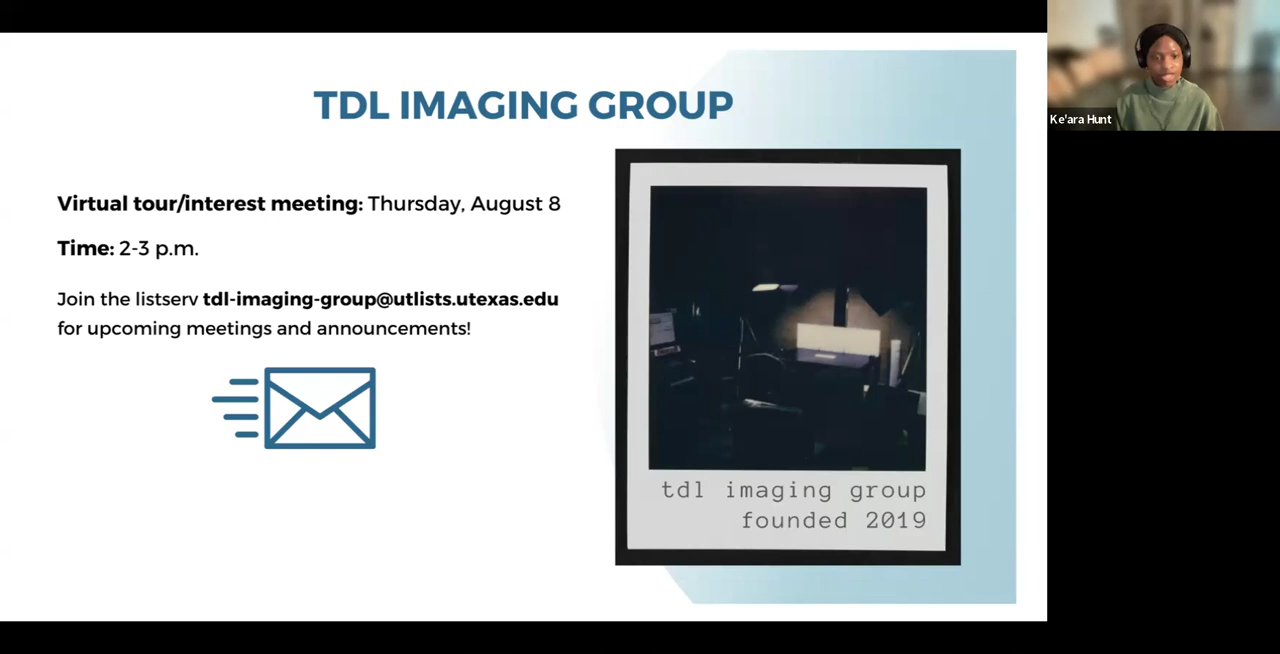 TDL IMAGING GROUP
Virtual tour/interest meeting: Thursday, August 8
Time: 2-3 p.m.
Join the listserv tdl-imaging-group@utlists.utexas.edu
for upcoming meetings and announcements!
tdl imaging group
founded 2019
Ke'ara Hunt